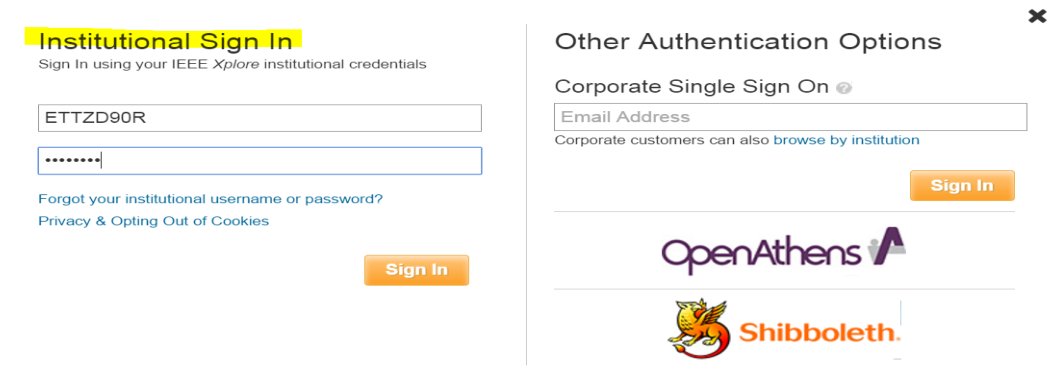 Institutional Sign In
Sign In using your IEEE Xplore institutional credentials
ETTZD90R
••••••••
Forgot your institutional username or password?
Privacy & Opting Out of Cookies
Sign In
Other Authentication Options
Corporate Single Sign On ?
Email Address
Corporate customers can also browse by institution
Sign In
OpenAthens
Shibboleth.